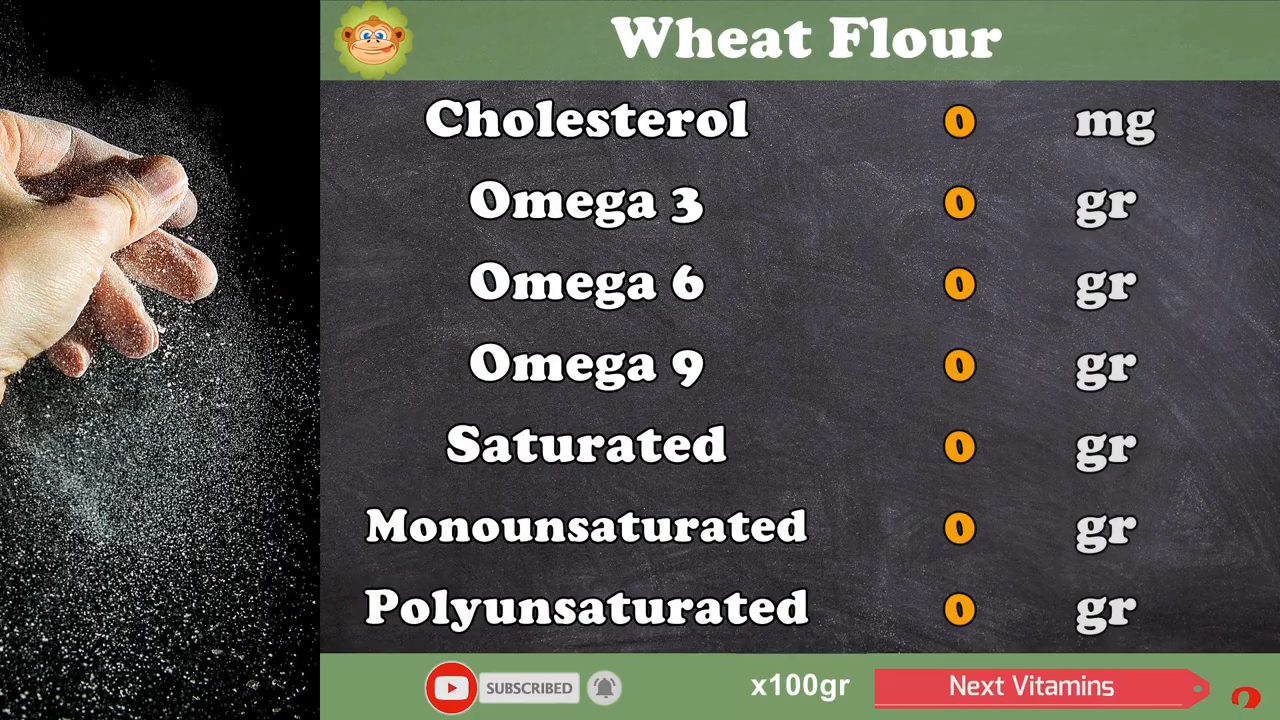 Wheat Flour
Cholesterol 0 mg
Omega 3 0 gr
Omega 6 0 gr
Omega 9 0 gr
Saturated 0 gr
Monounsaturated 0 gr
Polyunsaturated 0 gr
SUBSCRIBED x100gr Next Vitamins